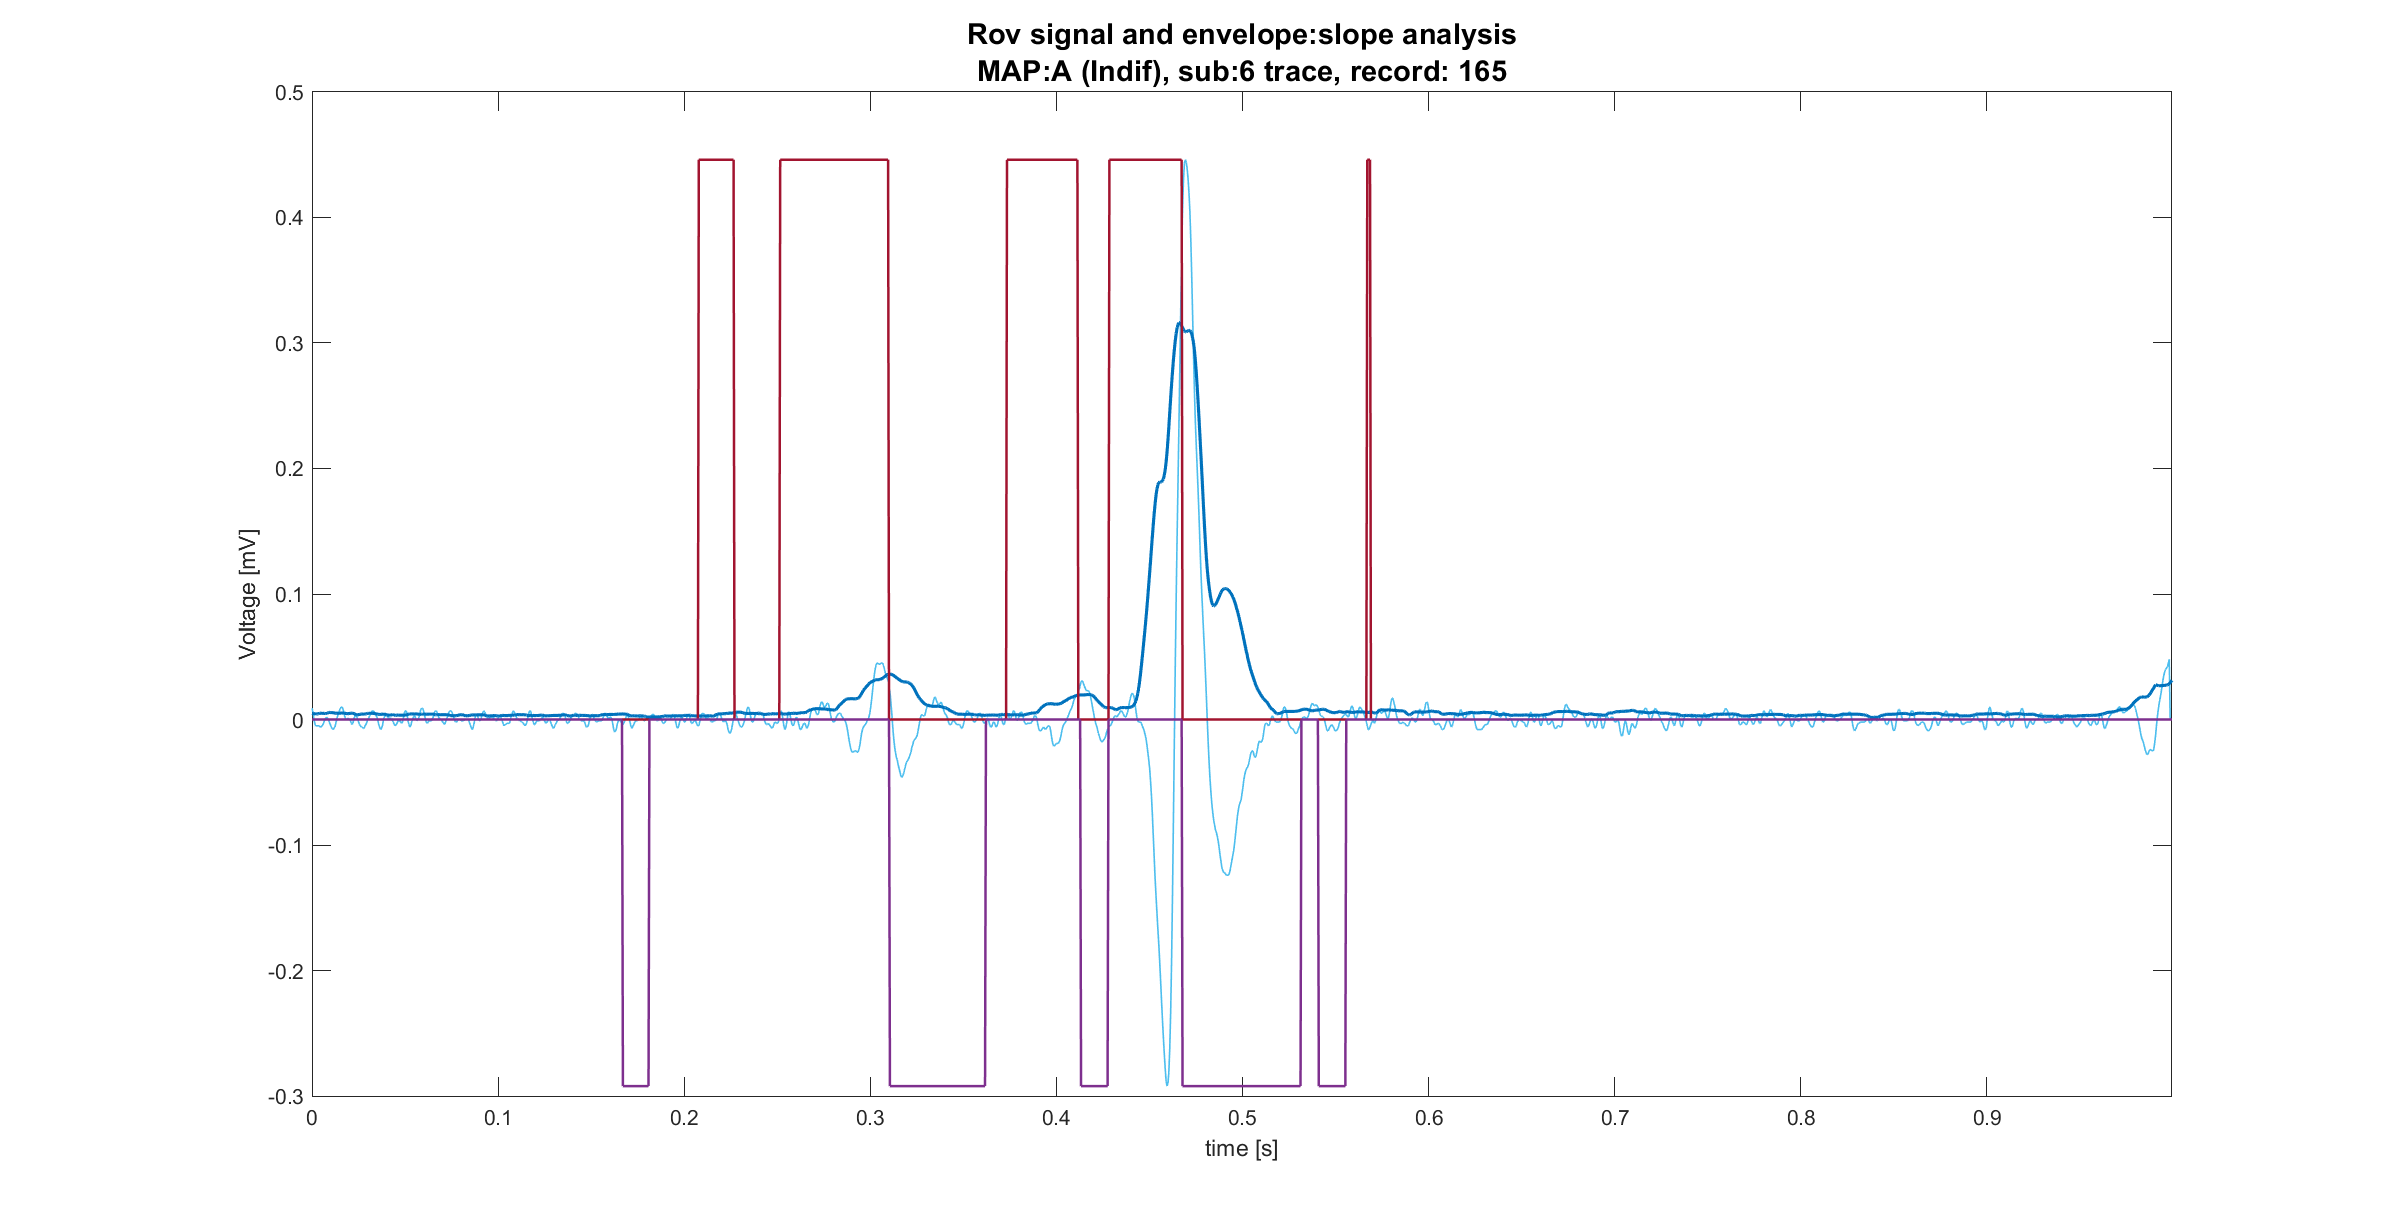 Rov signal and envelope:slope analysis
MAP:A (Indif), sub:6 trace, record: 165
0.5
0.4
0.3
0.2
0.1
0
-0.1
-0.2
-0.3
Voltage [mV]
0 0.1 0.2 0.3 0.4 0.5 0.6 0.7 0.8 0.9
time [s]